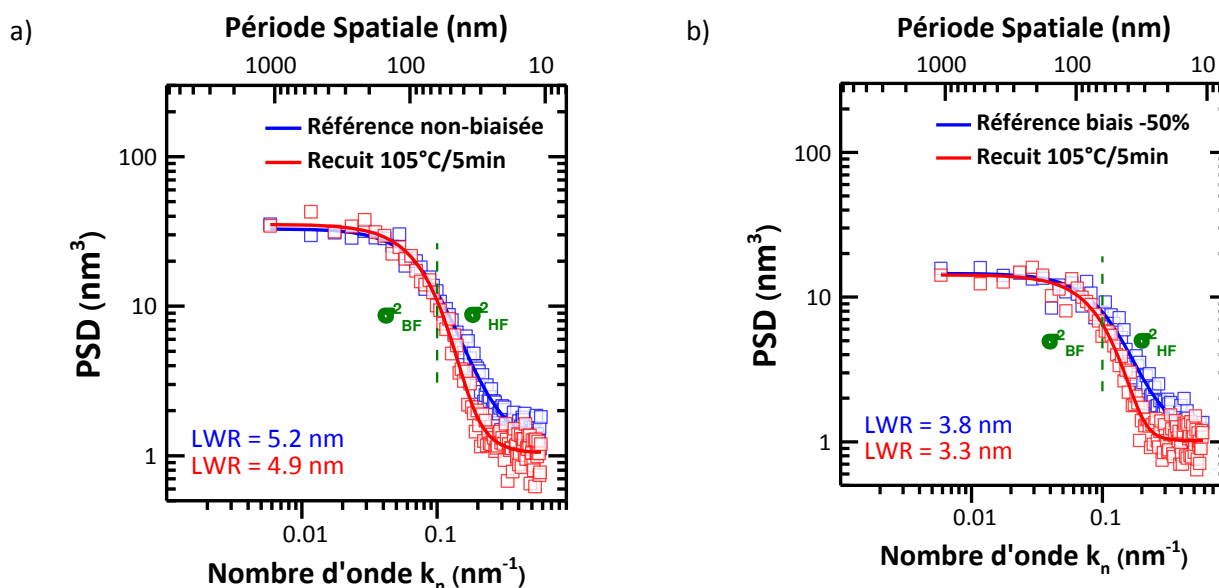 a)
Période Spatiale (nm)
1000 100 10
Référence non-biaisée
Recuit 105°C/5min
100
10
1
PSD (nm³)
σ²BF
σ²HF
LWR = 5.2 nm
LWR = 4.9 nm
0.01 0.1
Nombre d'onde kₙ (nm⁻¹)
b)
Période Spatiale (nm)
1000 100 10
Référence biais -50%
Recuit 105°C/5min
100
10
1
PSD (nm³)
σ²BF
σ²HF
LWR = 3.8 nm
LWR = 3.3 nm
0.01 0.1
Nombre d'onde kₙ (nm⁻¹)